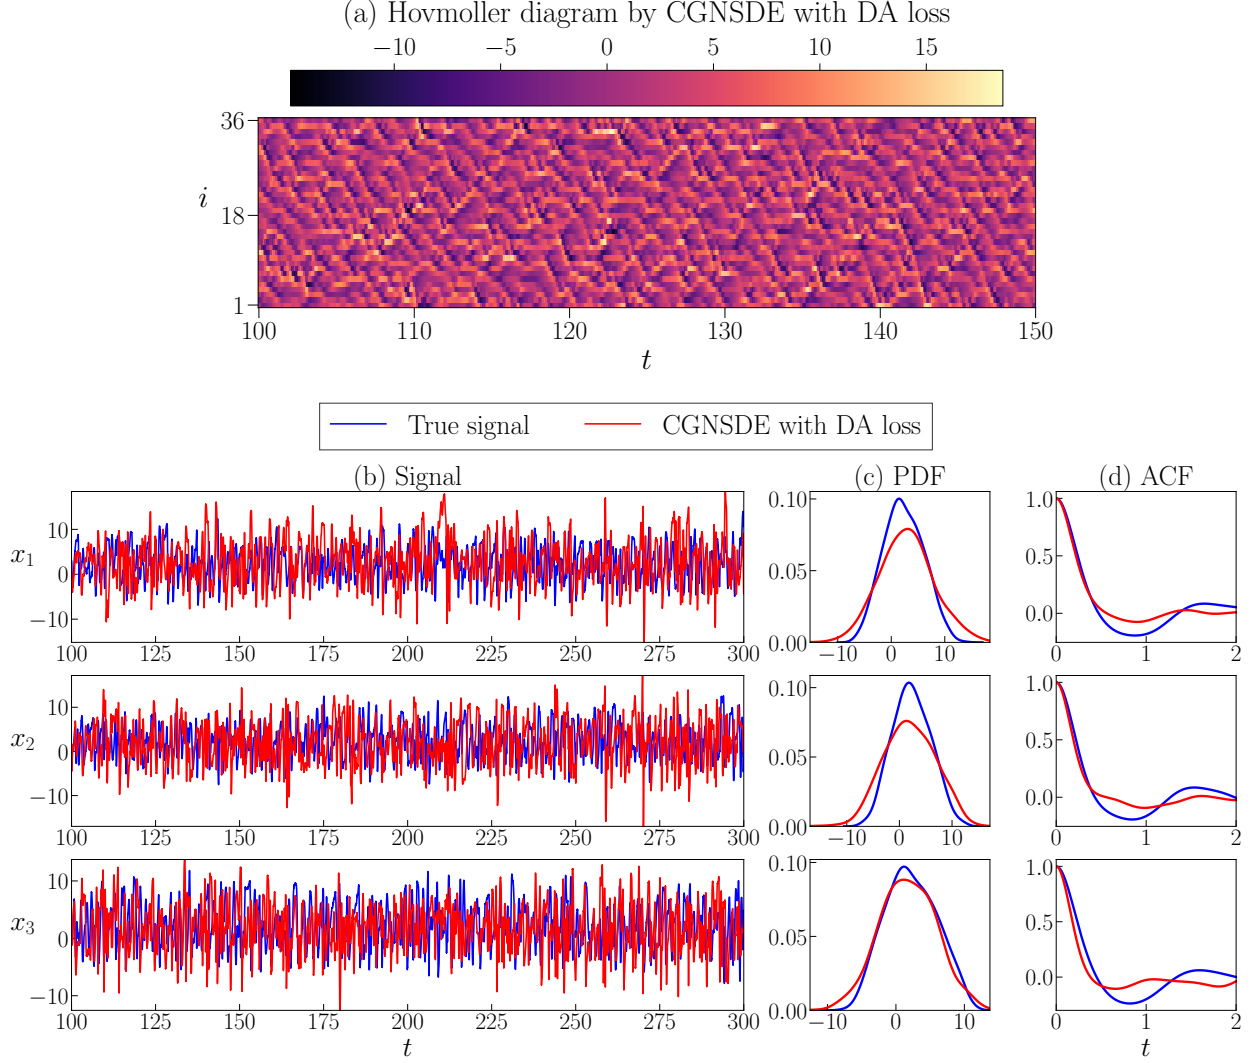 (a) Hovmoller diagram by CGNSDE with DA loss
−10 −5 0 5 10 15
36
i
18
1
100 110 120 130 140 150
t
True signal CGNSDE with DA loss
(b) Signal (c) PDF (d) ACF
x1
10
0
−10
100 125 150 175 200 225 250 275 300
0.10
0.05
0.00
−10 0 10
1.0
0.5
0.0
0 1 2
x2
10
0
−10
100 125 150 175 200 225 250 275 300
0.10
0.05
0.00
−10 0 10
1.0
0.5
0.0
0 1 2
x3
10
0
−10
100 125 150 175 200 225 250 275 300
t
0.10
0.05
0.00
−10 0 10
1.0
0.5
0.0
0 1 2
t